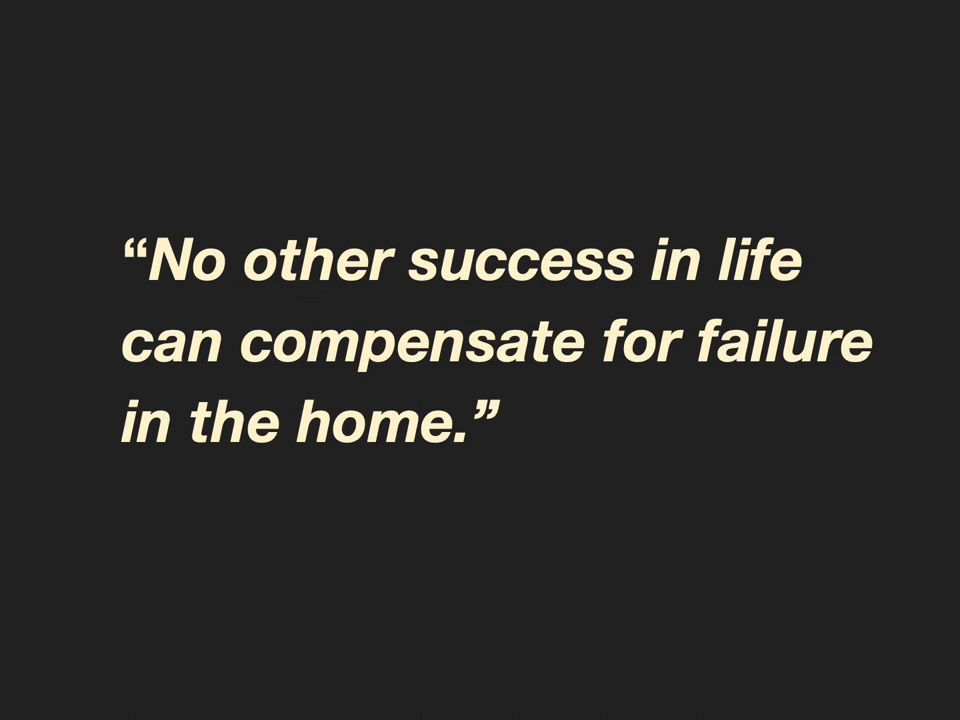 “No other success in life
can compensate for failure
in the home.”